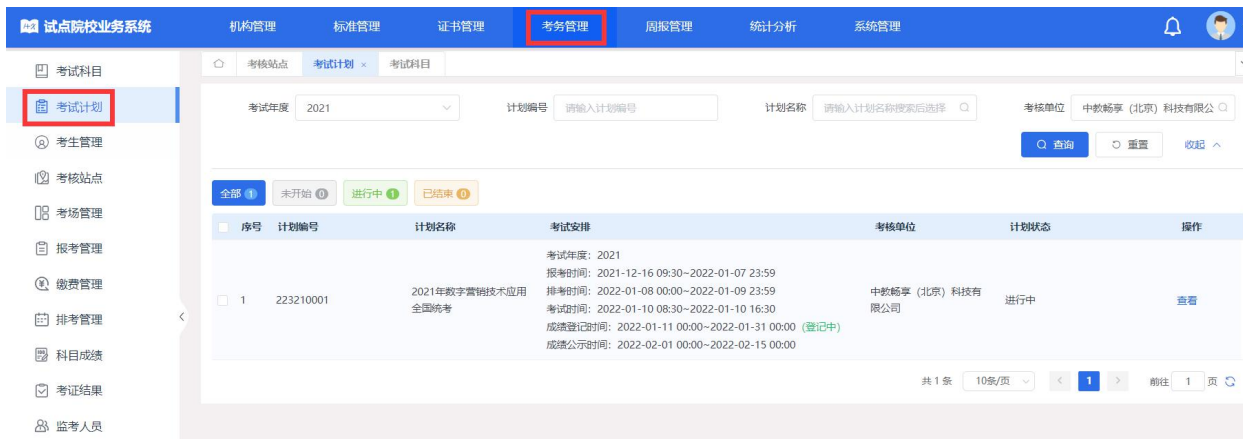 试点院校业务系统
机构管理 标准管理 证书管理 考务管理 周报管理 统计分析 系统管理
考试科目
考试计划
考生管理
考核站点
考场管理
报考管理
缴费管理
排考管理
科目成绩
考证结果
监考人员
考核站点 考试计划 × 考试科目
考试年度 2021 计划编号 请输入计划编号 计划名称 请输入计划名称搜索后选择 考核单位 中教畅享（北京）科技有限公
查询 重置 收起
全部 1 未开始 0 进行中 1 已结束 0
序号 计划编号 计划名称 考试安排 考核单位 计划状态 操作
1 223210001
2021年数字营销技术应用
全国统考
考试年度：2021
报考时间：2021-12-16 09:30~2022-01-07 23:59
排考时间：2022-01-08 00:00~2022-01-09 23:59
考试时间：2022-01-10 08:30~2022-01-10 16:30
成绩登记时间：2022-01-11 00:00~2022-01-31 00:00（登记中）
成绩公示时间：2022-02-01 00:00~2022-02-15 00:00
中教畅享（北京）科技有
限公司
进行中
查看
共 1 条 10条/页 < 1 > 前往 1 页